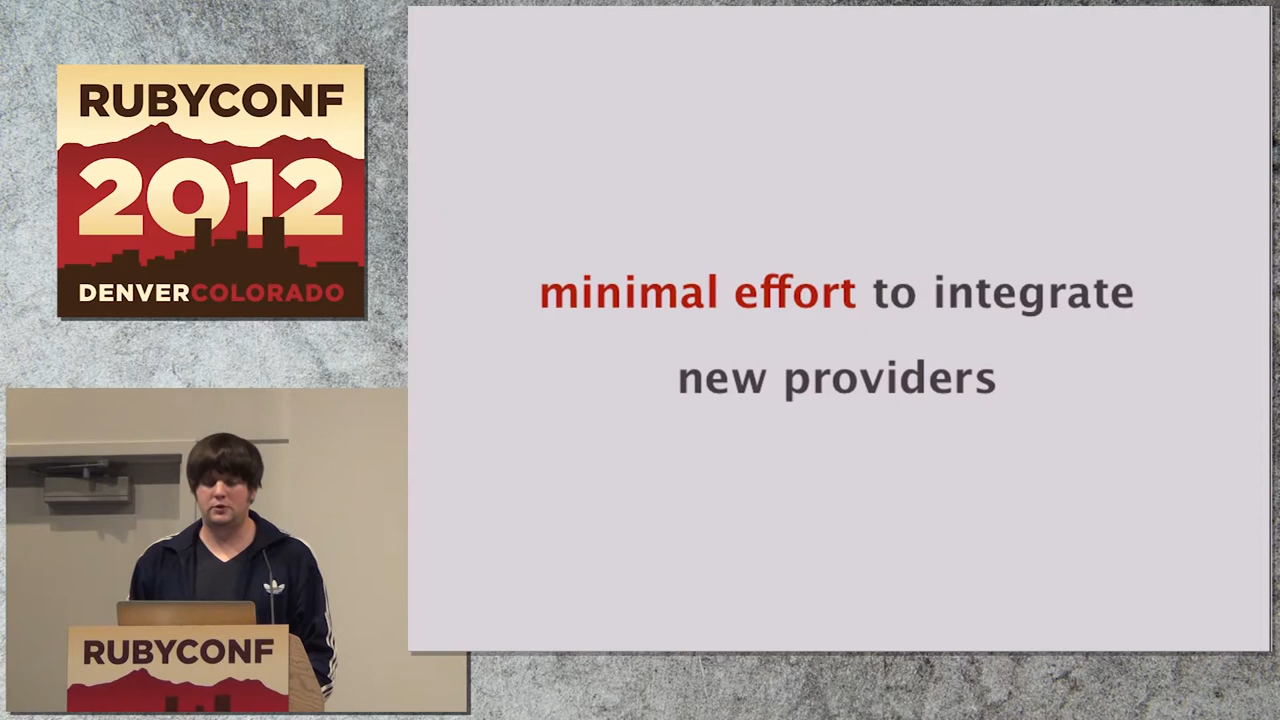 RUBYCONF
2012
DENVERCOLORADO
minimal effort to integrate
new providers
RUBYCONF